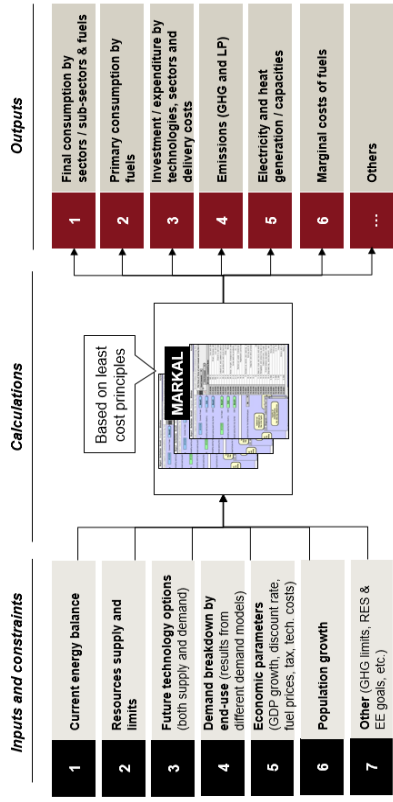 Inputs and constraints
1
Current energy balance
2
Resources supply and
limits
3
Future technology options
(both supply and demand)
4
Demand breakdown by
end-use (results from
different demand models)
5
Economic parameters
(GDP growth, discount rate,
fuel prices, tax, tech. costs)
6
Population growth
7
Other (GHG limits, RES &
EE goals, etc.)
Calculations
Based on least
cost principles
MARKAL
Outputs
1
Final consumption by
sectors / sub-sectors & fuels
2
Primary consumption by
fuels
3
Investment / expenditure by
technologies, sectors and
delivery costs
4
Emissions (GHG and LP)
5
Electricity and heat
generation / capacities
6
Marginal costs of fuels
…
Others